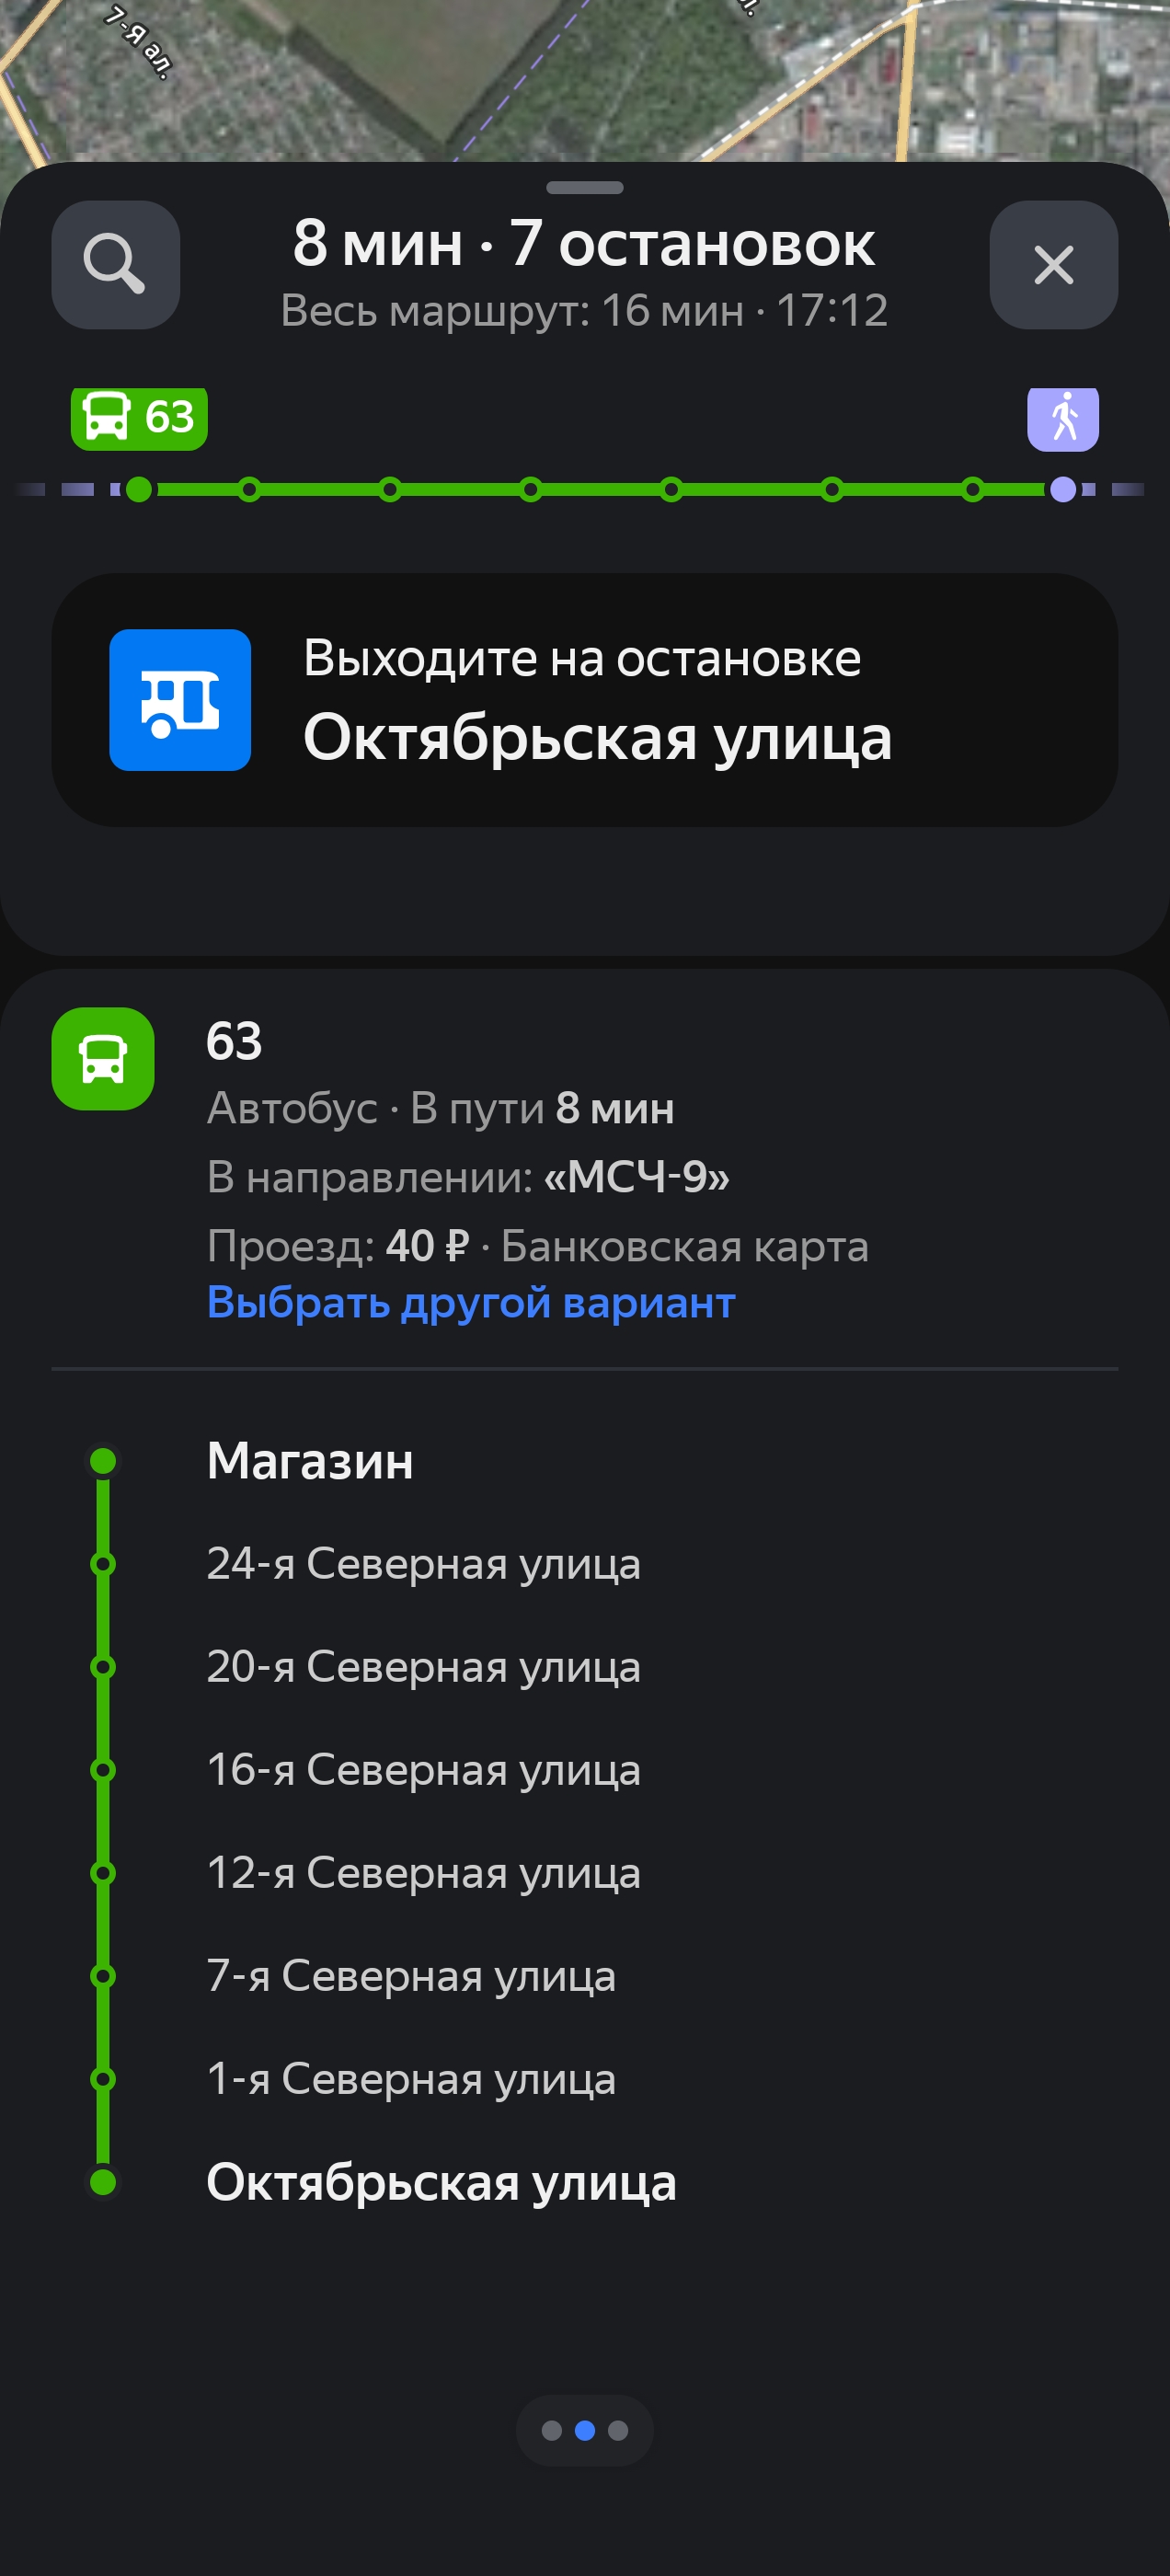 7-Я ал.
8 мин · 7 остановок
Весь маршрут: 16 мин · 17:12
63
Выходите на остановке
Октябрьская улица
63
Автобус · В пути 8 мин
В направлении: «МСЧ-9»
Проезд: 40 ₽ · Банковская карта
Выбрать другой вариант
Магазин
24-я Северная улица
20-я Северная улица
16-я Северная улица
12-я Северная улица
7-я Северная улица
1-я Северная улица
Октябрьская улица